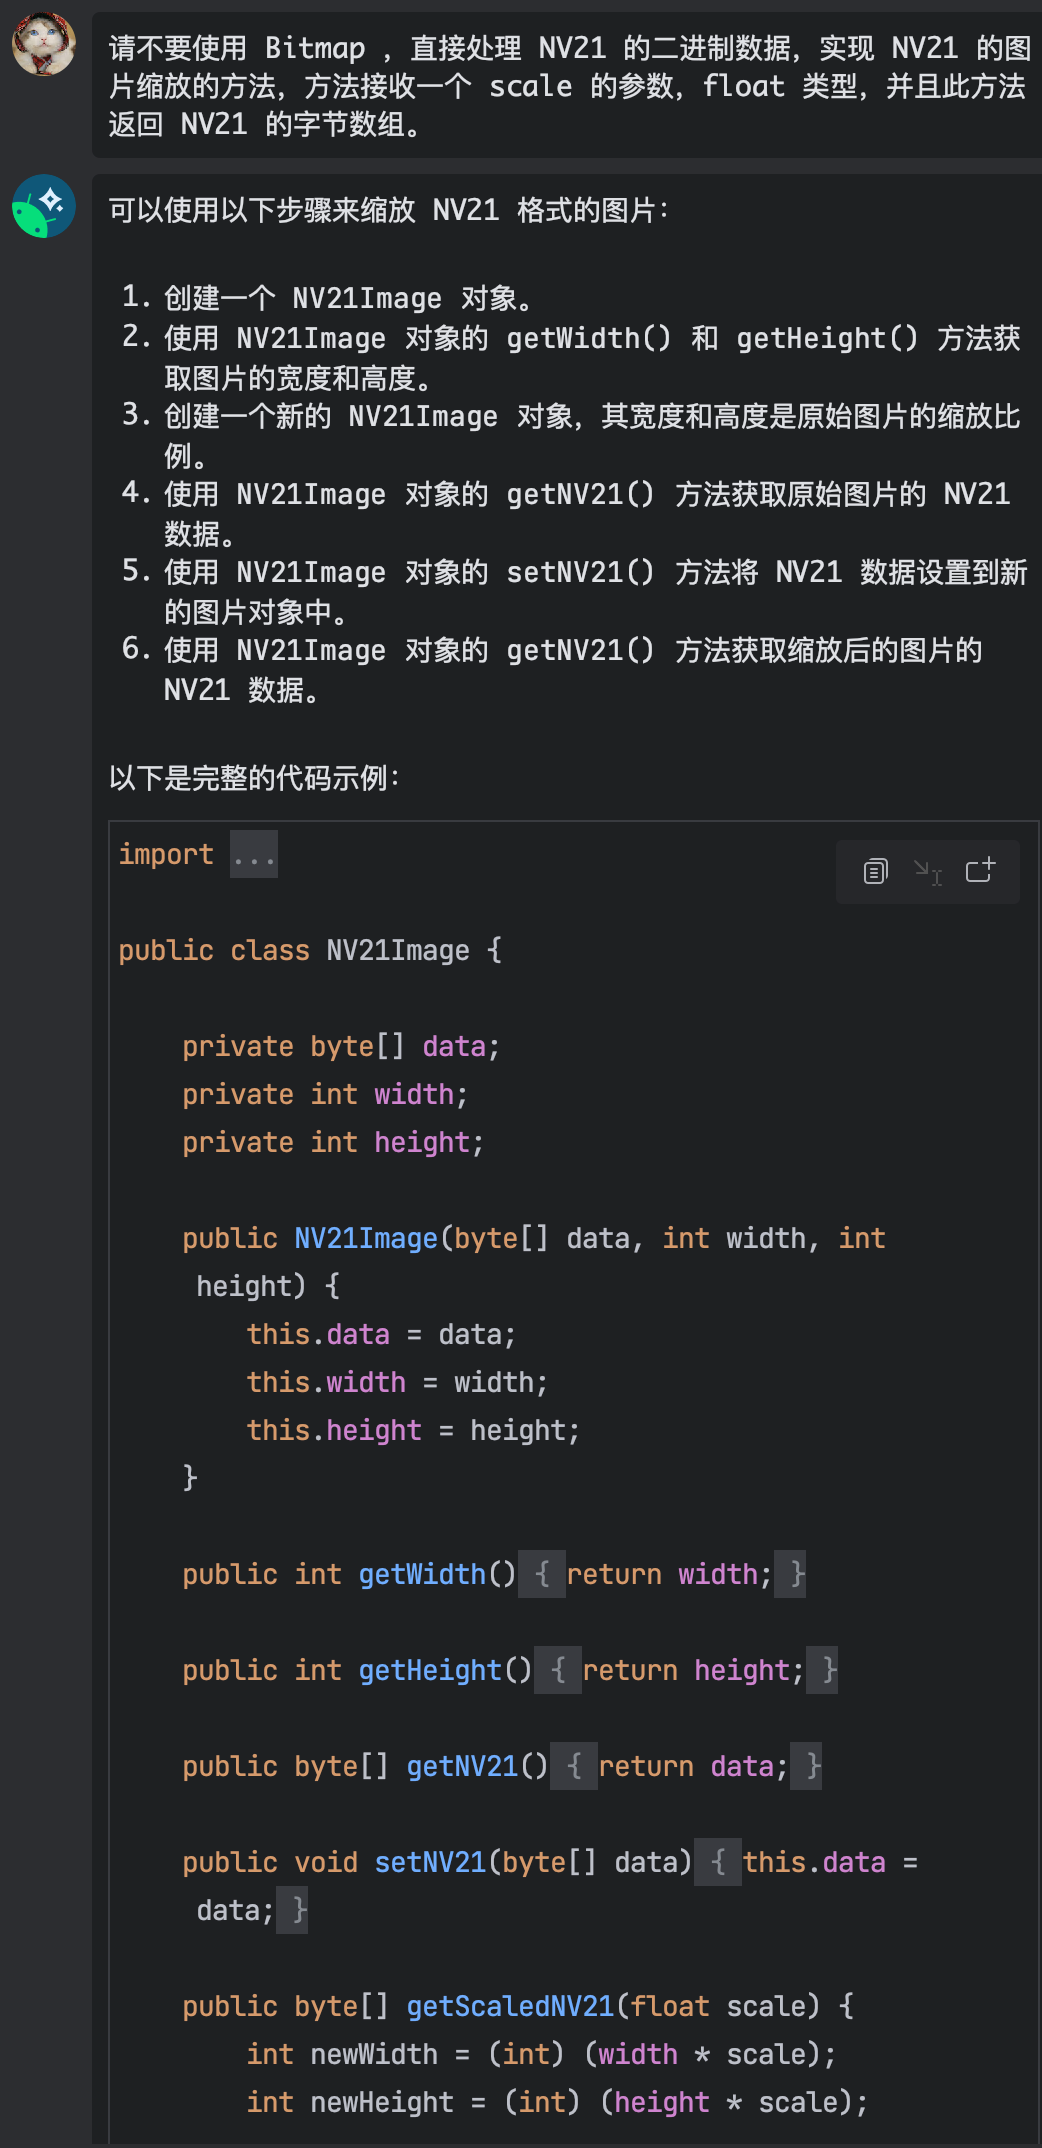 请不要使用 Bitmap ，直接处理 NV21 的二进制数据，实现 NV21 的图
片缩放的方法，方法接收一个 scale 的参数，float 类型，并且此方法
返回 NV21 的字节数组。
可以使用以下步骤来缩放 NV21 格式的图片：
1. 创建一个 NV21Image 对象。
2. 使用 NV21Image 对象的 getWidth() 和 getHeight() 方法获
取图片的宽度和高度。
3. 创建一个新的 NV21Image 对象，其宽度和高度是原始图片的缩放比
例。
4. 使用 NV21Image 对象的 getNV21() 方法获取原始图片的 NV21
数据。
5. 使用 NV21Image 对象的 setNV21() 方法将 NV21 数据设置到新
的图片对象中。
6. 使用 NV21Image 对象的 getNV21() 方法获取缩放后的图片的
NV21 数据。
以下是完整的代码示例：
import ...
public class NV21Image {
private byte[] data;
private int width;
private int height;
public NV21Image(byte[] data, int width, int
height) {
this.data = data;
this.width = width;
this.height = height;
}
public int getWidth() { return width; }
public int getHeight() { return height; }
public byte[] getNV21() { return data; }
public void setNV21(byte[] data) { this.data =
data; }
public byte[] getScaledNV21(float scale) {
int newWidth = (int) (width * scale);
int newHeight = (int) (height * scale);